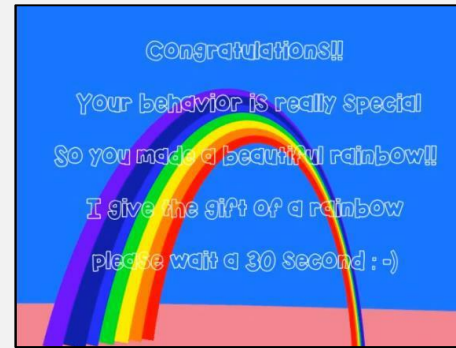 Congratulations!!
Your behavior is really special
So you made a beautiful rainbow!!
I give the gift of a rainbow
please wait a 30 second :-)